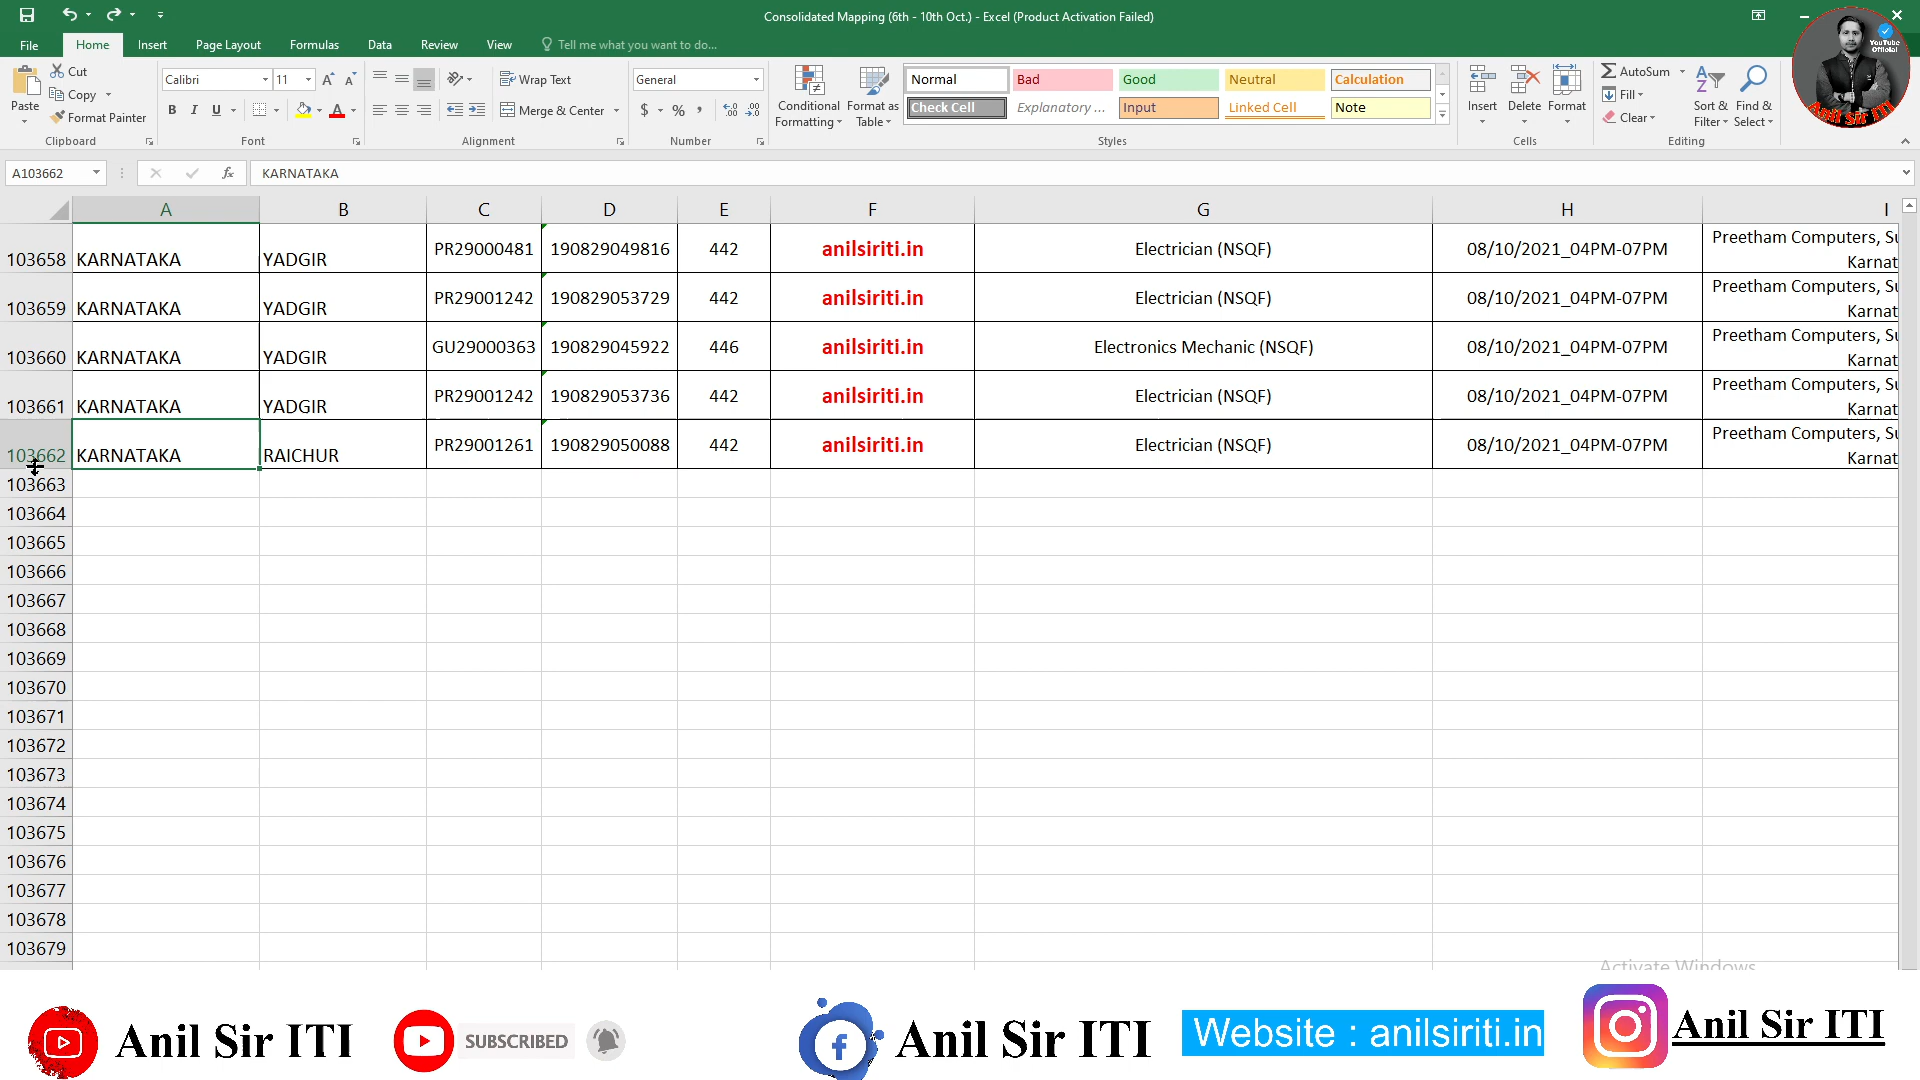 Consolidated Mapping (6th - 10th Oct.) - Excel (Product Activation Failed)
File Home Insert Page Layout Formulas Data Review View Tell me what you want to do...
YouTube
Official
Anil Sir ITI
Paste
Cut
Copy
Format Painter
Calibri 11
B I U
Wrap Text
Merge & Center
General
$ % ,
Conditional Formatting
Format as Table
Normal Bad Good Neutral Calculation
Check Cell Explanatory ... Input Linked Cell Note
Insert Delete Format
AutoSum
Fill
Clear
Sort & Filter
Find & Select
Clipboard Font Alignment Number Styles Cells Editing
A103662 fx KARNATAKA
A B C D E F G H I
103658 KARNATAKA YADGIR PR29000481 190829049816 442 anilsiriti.in Electrician (NSQF) 08/10/2021_04PM-07PM Preetham Computers, Su
Karnat
103659 KARNATAKA YADGIR PR29001242 190829053729 442 anilsiriti.in Electrician (NSQF) 08/10/2021_04PM-07PM Preetham Computers, Su
Karnat
103660 KARNATAKA YADGIR GU29000363 190829045922 446 anilsiriti.in Electronics Mechanic (NSQF) 08/10/2021_04PM-07PM Preetham Computers, Su
Karnat
103661 KARNATAKA YADGIR PR29001242 190829053736 442 anilsiriti.in Electrician (NSQF) 08/10/2021_04PM-07PM Preetham Computers, Su
Karnat
103662 KARNATAKA RAICHUR PR29001261 190829050088 442 anilsiriti.in Electrician (NSQF) 08/10/2021_04PM-07PM Preetham Computers, Su
Karnat
103663
103664
103665
103666
103667
103668
103669
103670
103671
103672
103673
103674
103675
103676
103677
103678
103679
Activate Windows
Anil Sir ITI SUBSCRIBED Anil Sir ITI Website : anilsiriti.in Anil Sir ITI